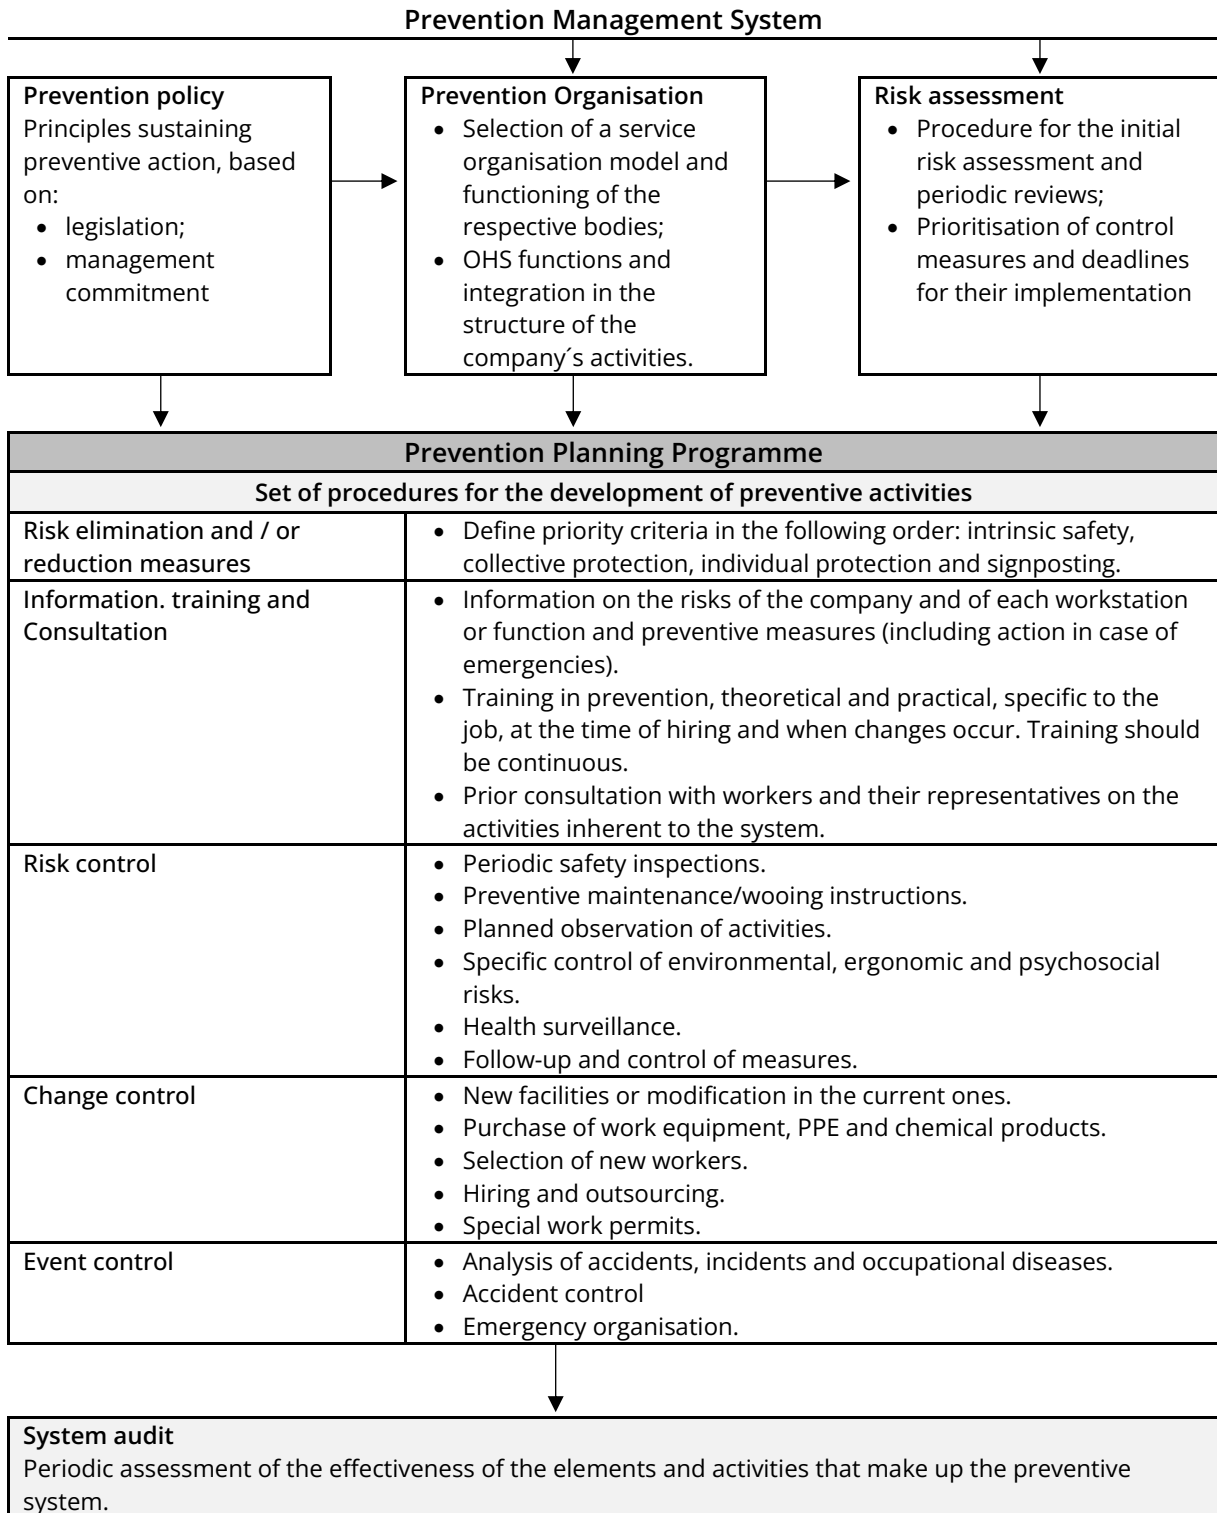 Prevention Management System
Prevention policy
Principles sustaining
preventive action, based
on:
• legislation;
• management
commitment
Prevention Organisation
• Selection of a service
organisation model and
functioning of the
respective bodies;
• OHS functions and
integration in the
structure of the
company´s activities.
Risk assessment
• Procedure for the initial
risk assessment and
periodic reviews;
• Prioritisation of control
measures and deadlines
for their implementation
Prevention Planning Programme
Set of procedures for the development of preventive activities
Risk elimination and / or
reduction measures
• Define priority criteria in the following order: intrinsic safety,
collective protection, individual protection and signposting.
Information. training and
Consultation
• Information on the risks of the company and of each workstation
or function and preventive measures (including action in case of
emergencies).
• Training in prevention, theoretical and practical, specific to the
job, at the time of hiring and when changes occur. Training should
be continuous.
• Prior consultation with workers and their representatives on the
activities inherent to the system.
Risk control
• Periodic safety inspections.
• Preventive maintenance/wooing instructions.
• Planned observation of activities.
• Specific control of environmental, ergonomic and psychosocial
risks.
• Health surveillance.
• Follow-up and control of measures.
Change control
• New facilities or modification in the current ones.
• Purchase of work equipment, PPE and chemical products.
• Selection of new workers.
• Hiring and outsourcing.
• Special work permits.
Event control
• Analysis of accidents, incidents and occupational diseases.
• Accident control
• Emergency organisation.
System audit
Periodic assessment of the effectiveness of the elements and activities that make up the preventive
system.